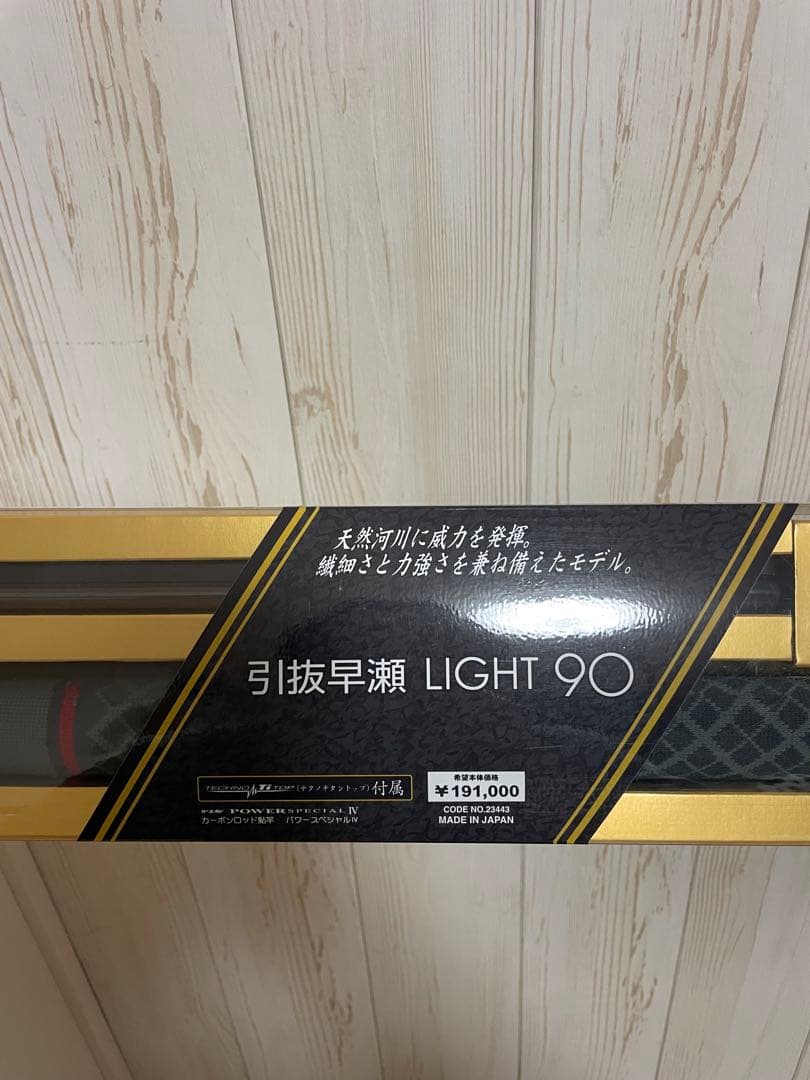 天然河川に威力を発揮。
繊細さと力強さを兼ね備えたモデル。
引抜早瀬 LIGHT 90
TECHNO Ti TOP (テクノチタントップ) 付属
希望本体価格
¥191,000
POWER SPECIAL IV
CODE NO.23443
カーボンロッド鮎竿 パワースペシャルIV
MADE IN JAPAN